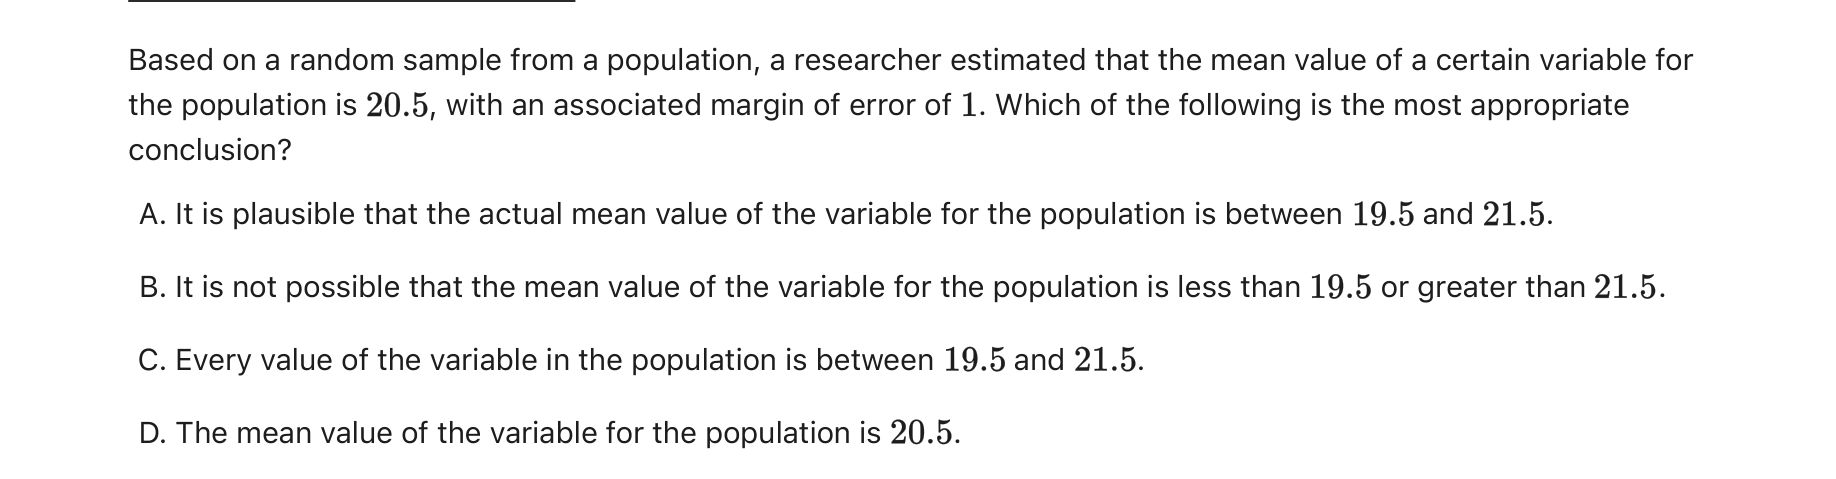 Based on a random sample from a population, a researcher estimated that the mean value of a certain variable for
the population is 20.5, with an associated margin of error of 1. Which of the following is the most appropriate
conclusion?
A. It is plausible that the actual mean value of the variable for the population is between 19.5 and 21.5.
B. It is not possible that the mean value of the variable for the population is less than 19.5 or greater than 21.5.
C. Every value of the variable in the population is between 19.5 and 21.5.
D. The mean value of the variable for the population is 20.5.